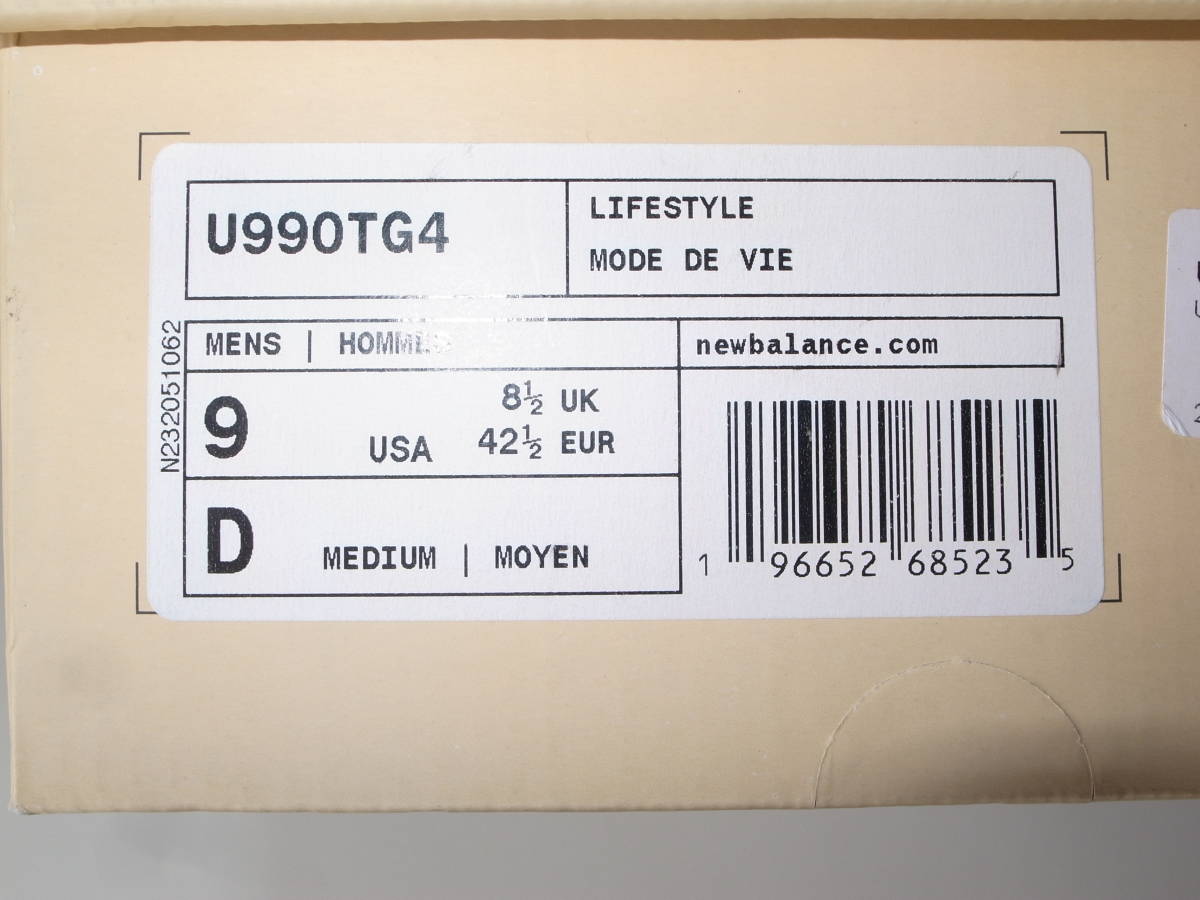 U990TG4
LIFESTYLE
MODE DE VIE
N232051062
MENS | HOMMES
newbalance.com
9 USA
8½ UK
42½ EUR
D MEDIUM | MOYEN
1 96652 68523 5